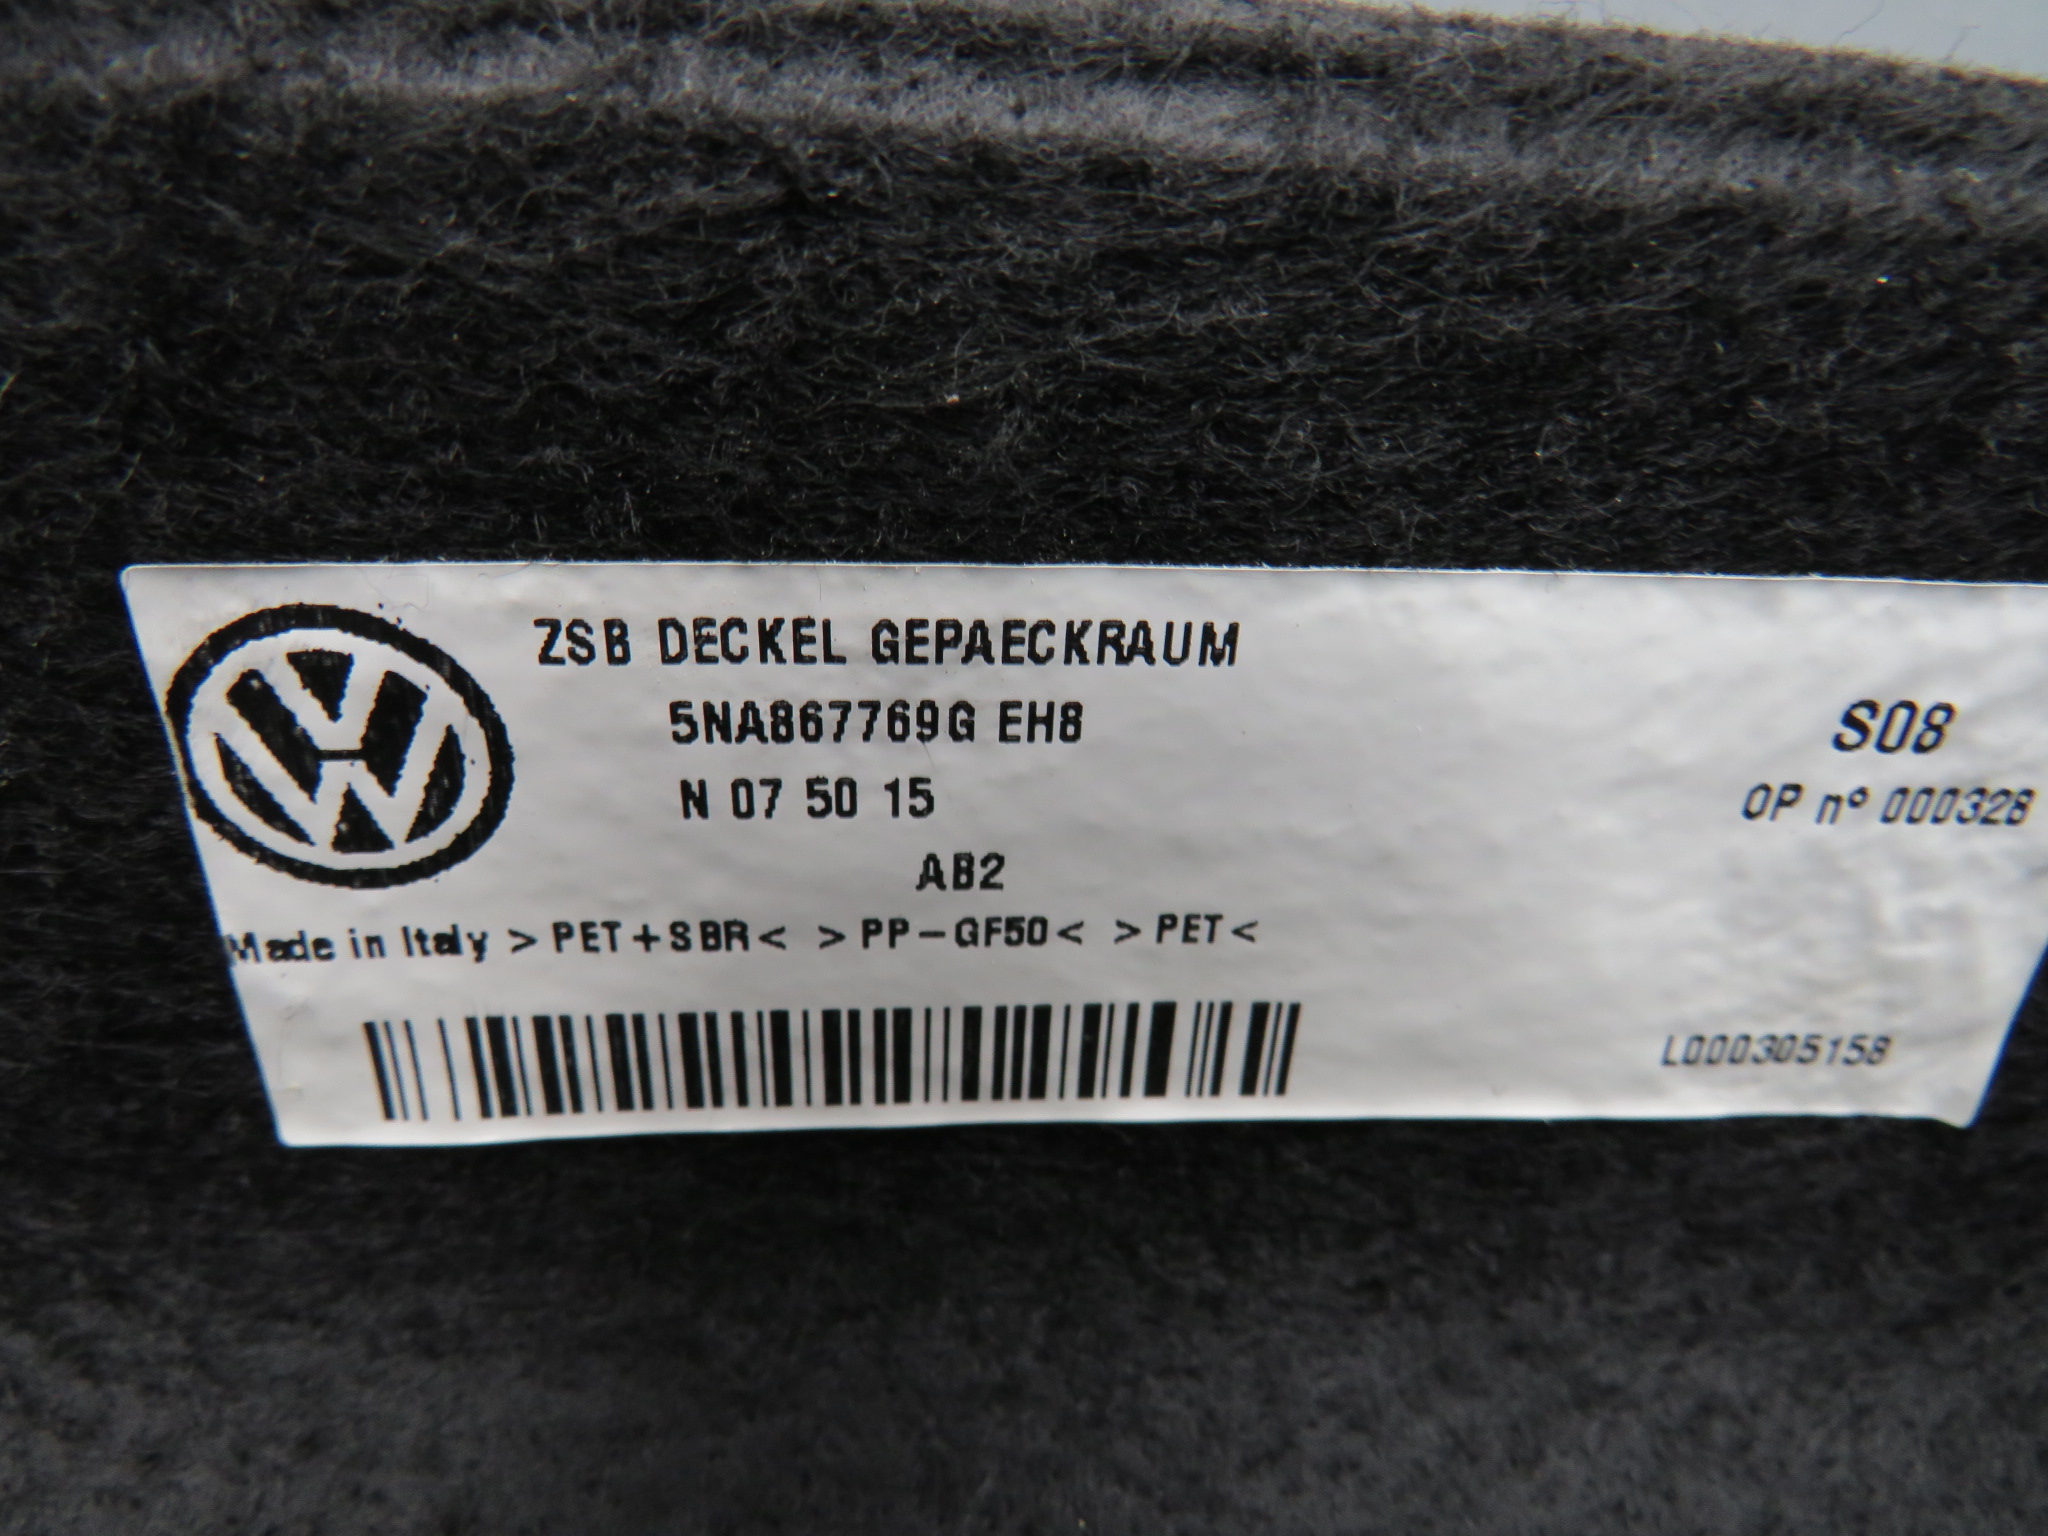 ZSB DECKEL GEPAECKRAUM
5NA867769G EH8
S08
N 07 50 15
OP nº 000328
AB2
Made in Italy >PET+SBR< >PP-GF50< >PET<
L000305158